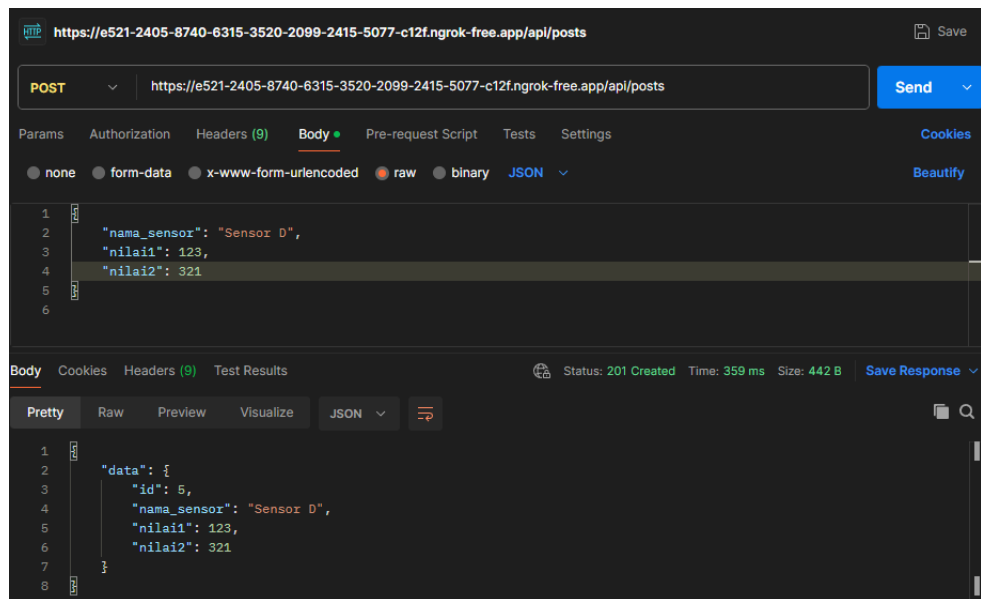 HTTP https://e521-2405-8740-6315-3520-2099-2415-5077-c12f.ngrok-free.app/api/posts Save
POST https://e521-2405-8740-6315-3520-2099-2415-5077-c12f.ngrok-free.app/api/posts Send
Params Authorization Headers (9) Body Pre-request Script Tests Settings Cookies
none form-data x-www-form-urlencoded raw binary JSON Beautify
1 {
2 "nama_sensor": "Sensor D",
3 "nilai1": 123,
4 "nilai2": 321
5 }
6
Body Cookies Headers (9) Test Results Status: 201 Created Time: 359 ms Size: 442 B Save Response
Pretty Raw Preview Visualize JSON
1 {
2 "data": {
3 "id": 5,
4 "nama_sensor": "Sensor D",
5 "nilai1": 123,
6 "nilai2": 321
7 }
8 }